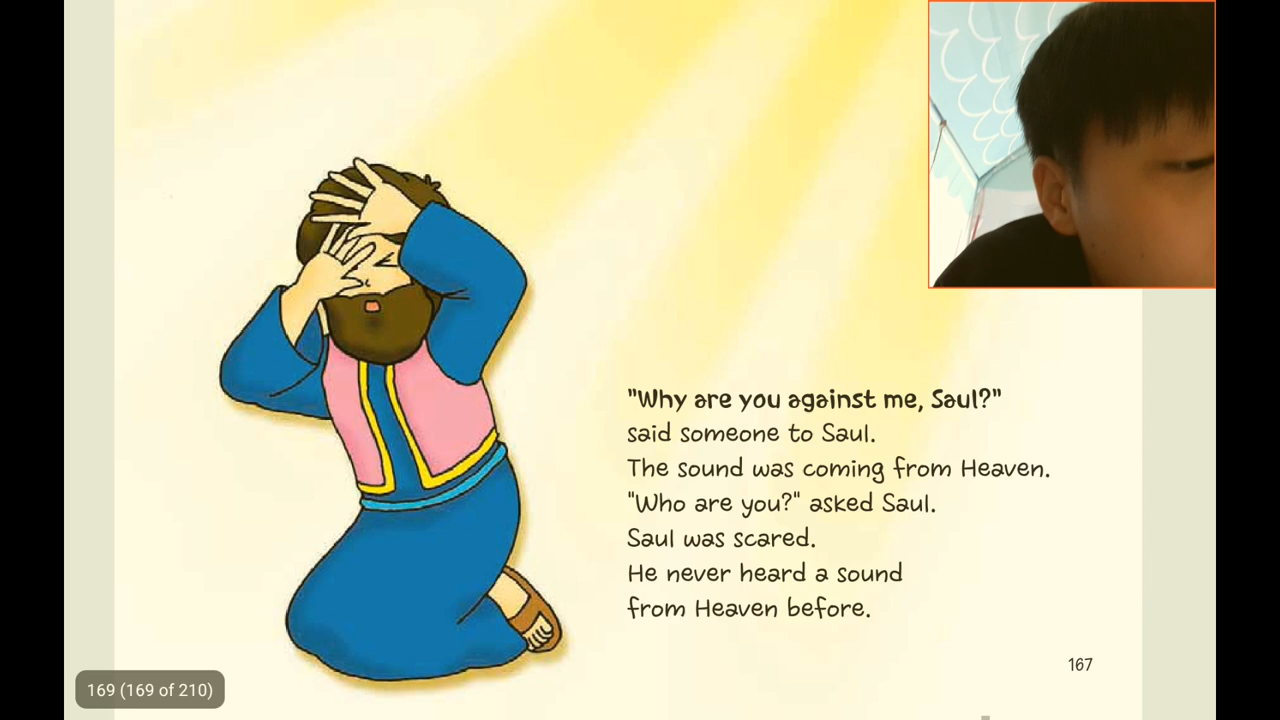 "Why are you against me, Saul?"
said someone to Saul.
The sound was coming from Heaven.
"Who are you?" asked Saul.
Saul was scared.
He never heard a sound
from Heaven before.
167
169 (169 of 210)